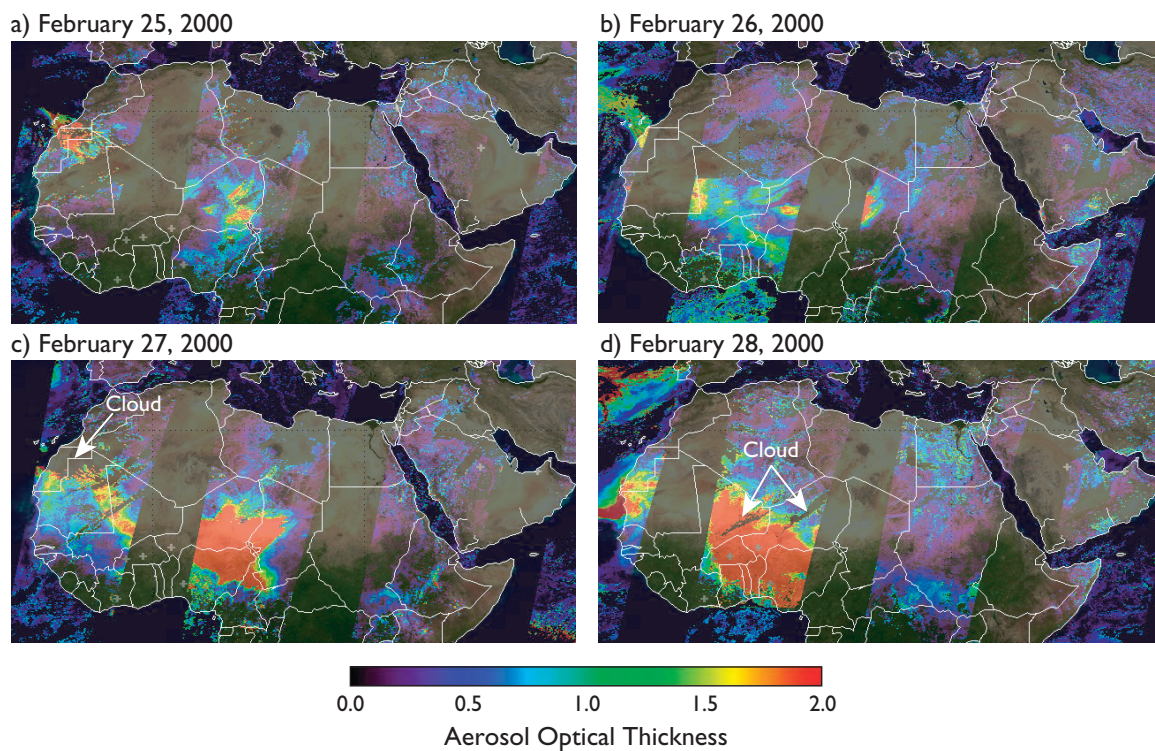 a) February 25, 2000
b) February 26, 2000
c) February 27, 2000
d) February 28, 2000
Cloud
Cloud
0.0 0.5 1.0 1.5 2.0
Aerosol Optical Thickness